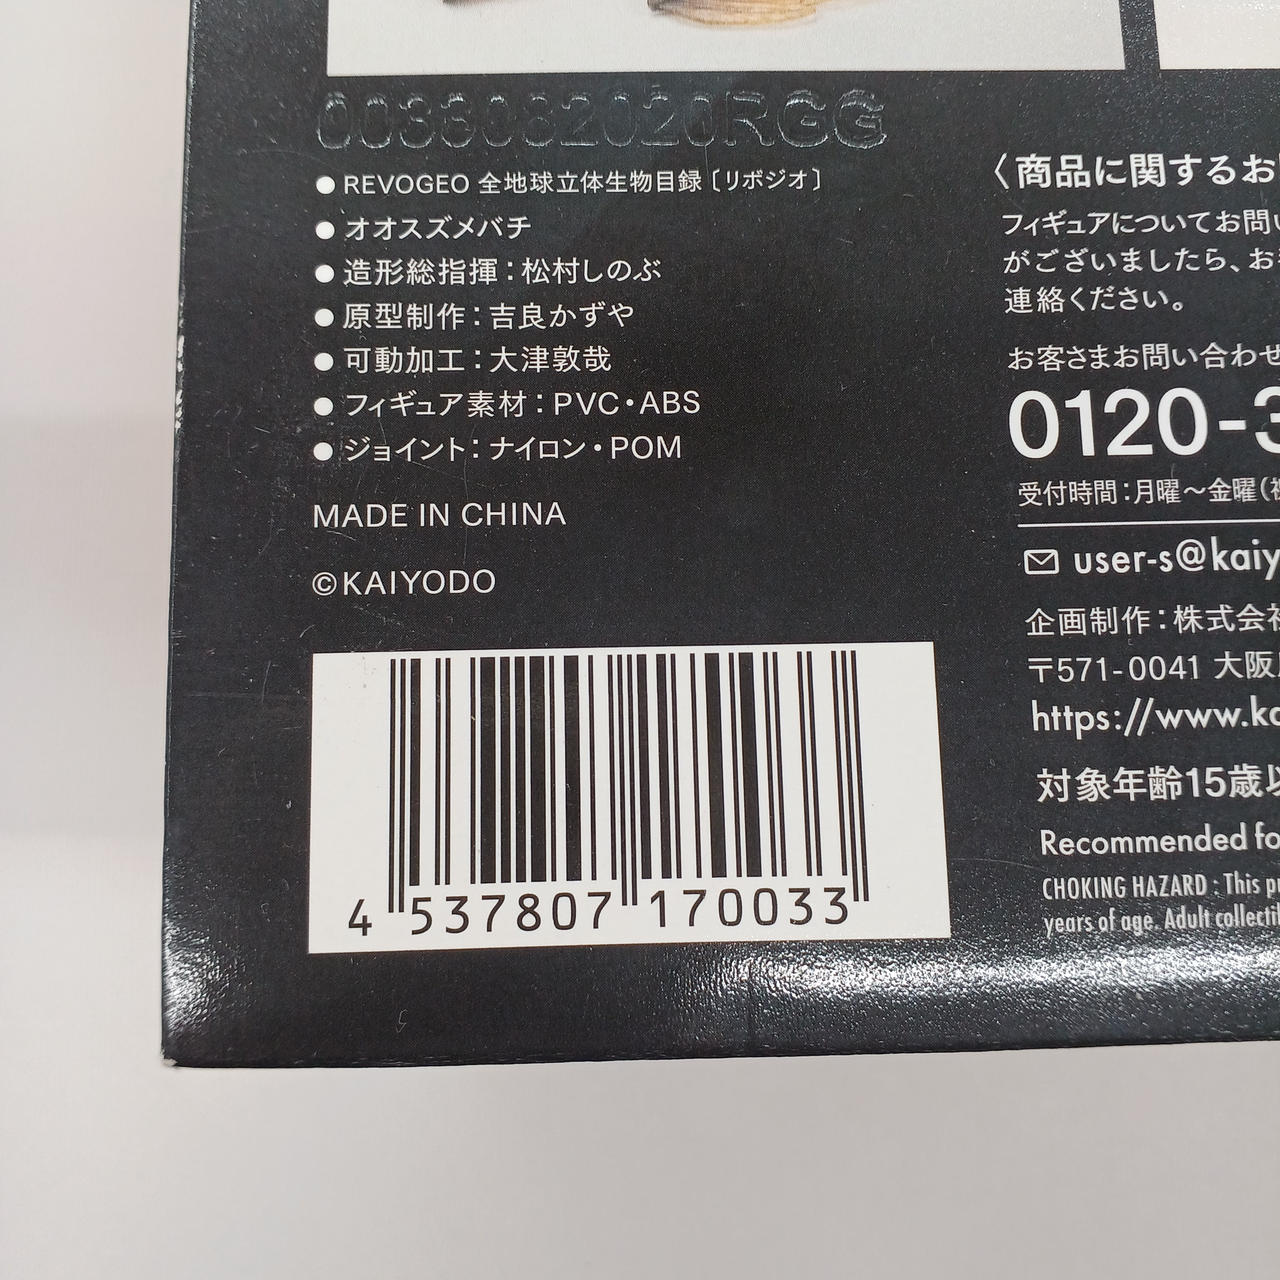 0033082020RGG
● REVOGEO 全地球立体生物目録〔リボジオ〕
● オオスズメバチ
● 造形総指揮：松村しのぶ
● 原型制作：吉良かずや
● 可動加工：大津敦哉
● フィギュア素材：PVC・ABS
● ジョイント：ナイロン・POM
MADE IN CHINA
©KAIYODO
4 537807 170033
〈商品に関するお
フィギュアについてお問い
がございましたら、お
連絡ください。
お客さまお問い合わせ
0120-3
受付時間：月曜～金曜（祝
user-s@kaiy
企画制作：株式会社
〒571-0041 大阪
https://www.ka
対象年齢15歳以
Recommended fo
CHOKING HAZARD : This pr
years of age. Adult collecti